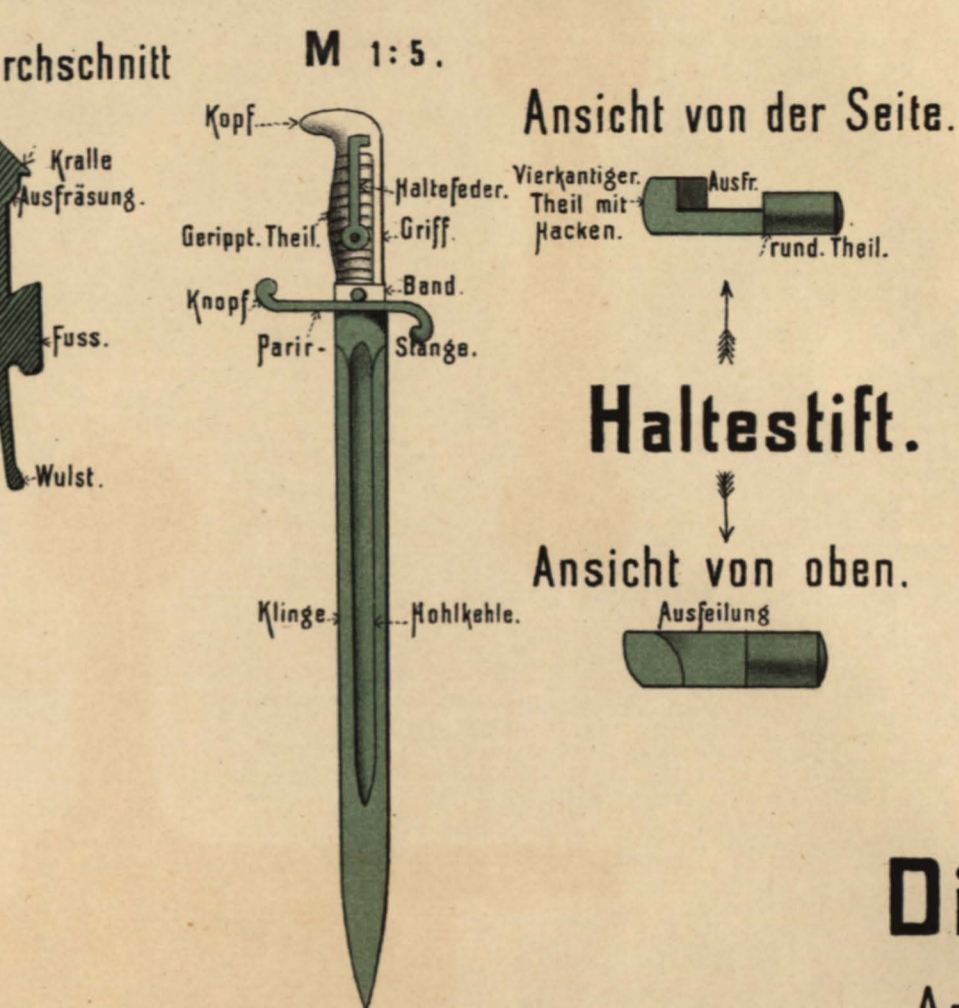 rchschnitt
Kralle
Ausfräsung.
Fuss.
Wulst.
M 1:5.
Kopf
Haltefeder.
Gerippt. Theil.
Griff.
Band.
Knopf
Parir- Stange.
Klinge
Hohlkehle.
Ansicht von der Seite.
Vierkantiger.
Theil mit
Hacken.
Ausfr.
rund. Theil.
Haltestift.
Ansicht von oben.
Ausfeilung
Di